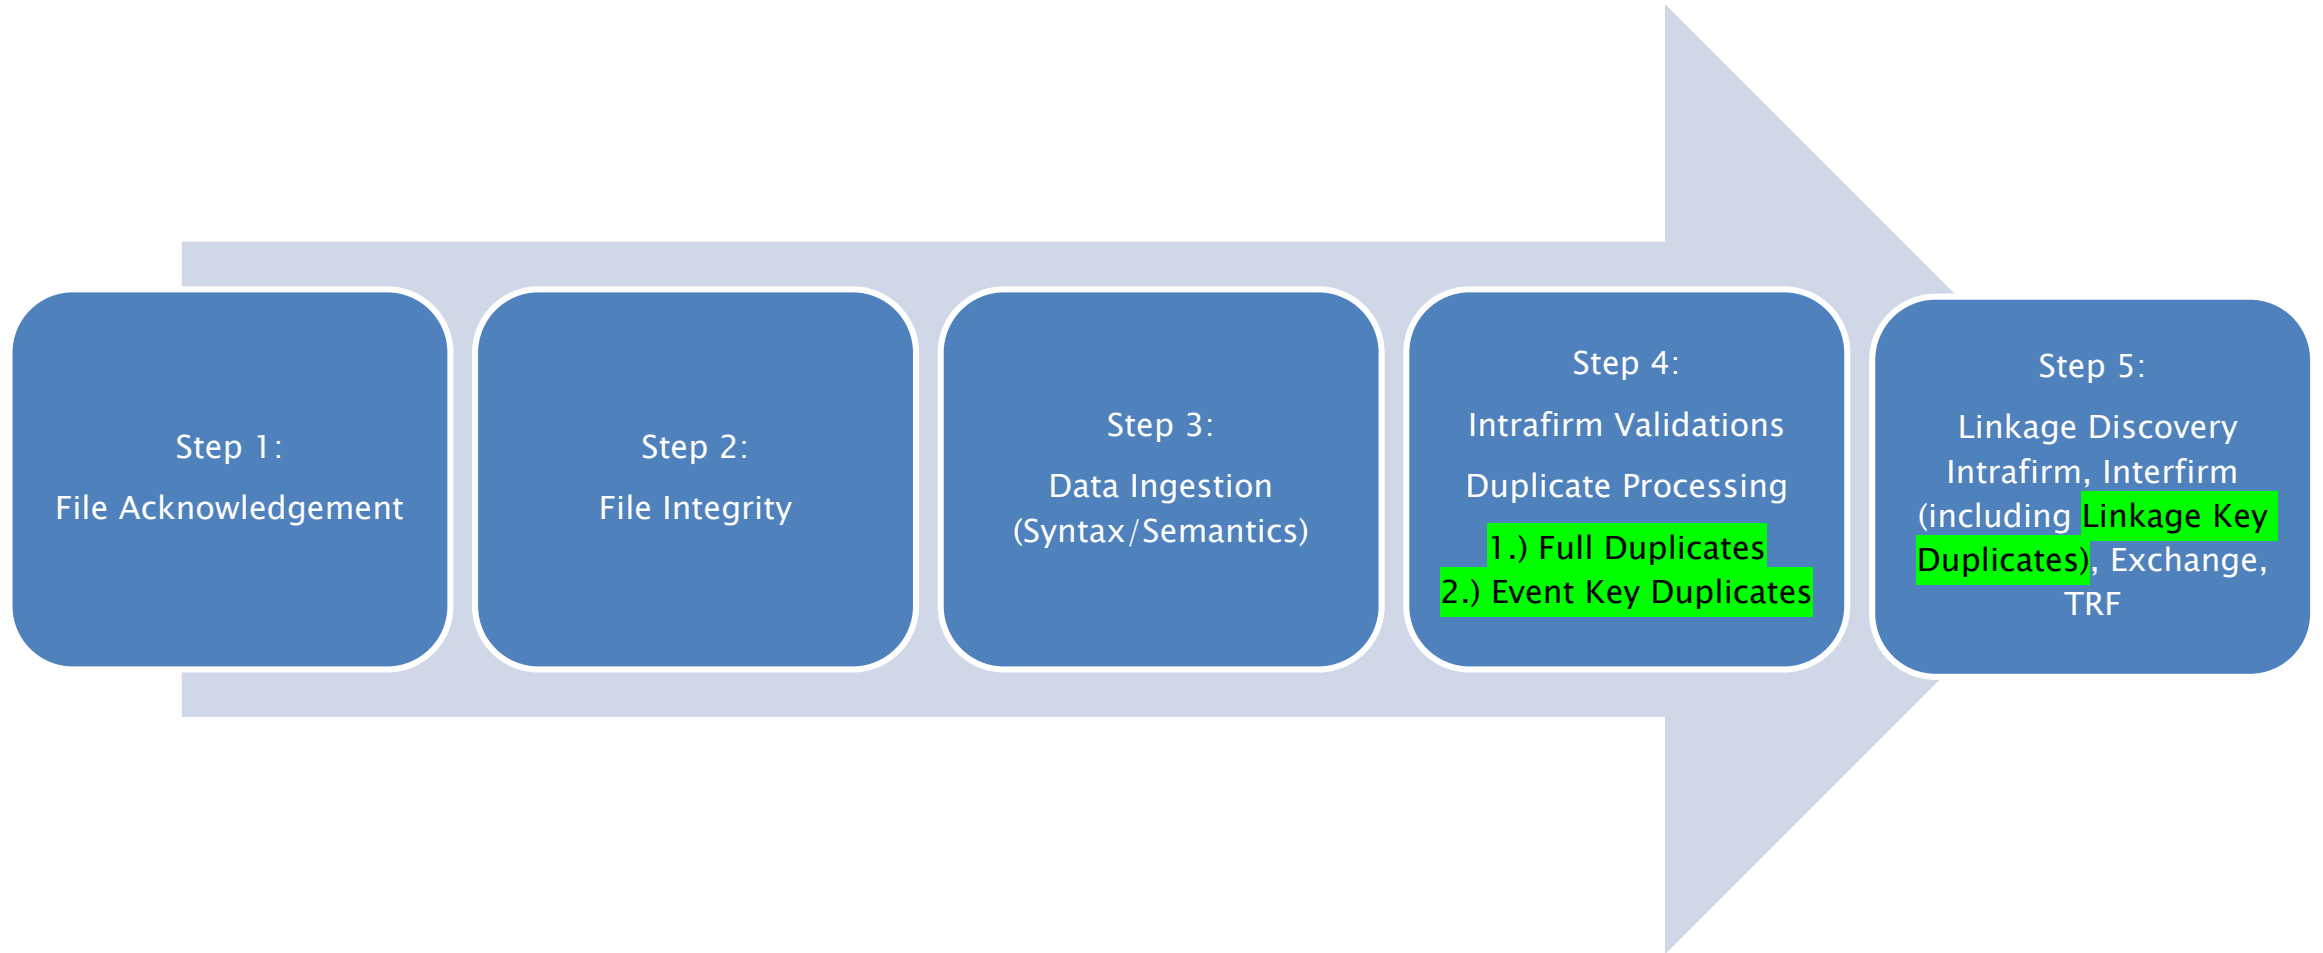 Step 1:
File Acknowledgement
Step 2:
File Integrity
Step 3:
Data Ingestion
(Syntax/Semantics)
Step 4:
Intrafirm Validations
Duplicate Processing
1.) Full Duplicates
2.) Event Key Duplicates
Step 5:
Linkage Discovery
Intrafirm, Interfirm
(including Linkage Key
Duplicates), Exchange,
TRF